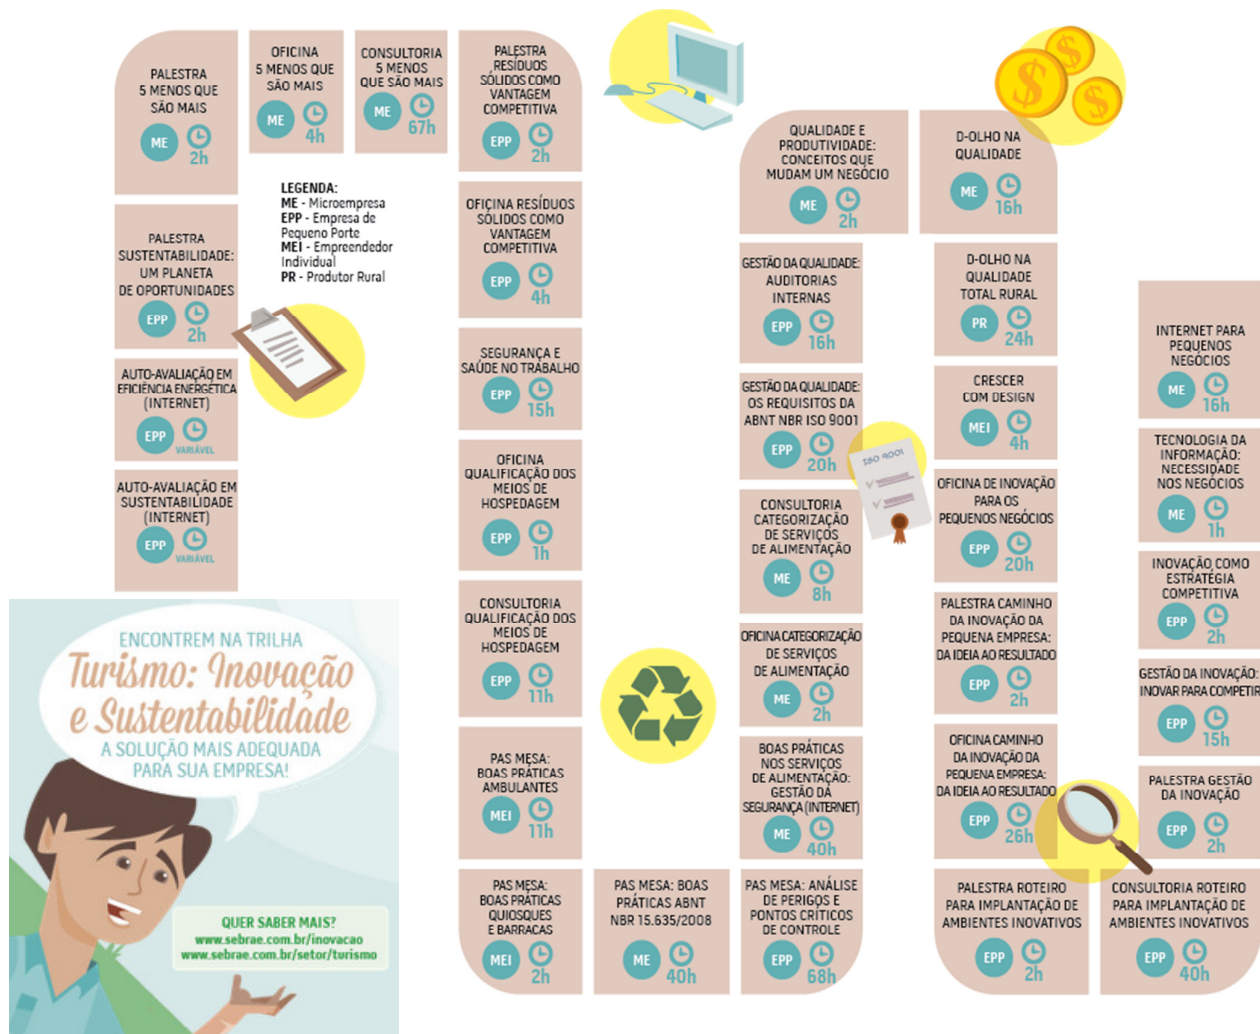 PALESTRA
5 MENOS QUE
SÃO MAIS
ME
2h
OFICINA
5 MENOS QUE
SÃO MAIS
ME
4h
CONSULTORIA
5 MENOS
QUE SÃO MAIS
ME
67h
PALESTRA
RESÍDUOS
SÓLIDOS COMO
VANTAGEM
COMPETITIVA
EPP
2h
LEGENDA:
ME - Microempresa
EPP - Empresa de
Pequeno Porte
MEI - Empreendedor
Individual
PR - Produtor Rural
PALESTRA
SUSTENTABILIDADE:
UM PLANETA
DE OPORTUNIDADES
EPP
2h
AUTO-AVALIAÇÃO EM
EFICIÊNCIA ENERGÉTICA
(INTERNET)
EPP
VARIÁVEL
AUTO-AVALIAÇÃO EM
SUSTENTABILIDADE
(INTERNET)
EPP
VARIÁVEL
OFICINA RESÍDUOS
SÓLIDOS COMO
VANTAGEM
COMPETITIVA
EPP
4h
SEGURANÇA E
SAÚDE NO TRABALHO
EPP
15h
OFICINA
QUALIFICAÇÃO DOS
MEIOS DE
HOSPEDAGEM
EPP
1h
CONSULTORIA
QUALIFICAÇÃO DOS
MEIOS DE
HOSPEDAGEM
EPP
11h
PAS MESA:
BOAS PRÁTICAS
AMBULANTES
MEI
11h
PAS MESA:
BOAS PRÁTICAS
QUIOSQUES
E BARRACAS
MEI
2h
PAS MESA: BOAS
PRÁTICAS ABNT
NBR 15.635/2008
ME
40h
PAS MESA: ANÁLISE
DE PERIGOS E
PONTOS CRÍTICOS
DE CONTROLE
EPP
68h
BOAS PRÁTICAS
NOS SERVIÇOS
DE ALIMENTAÇÃO:
GESTÃO DA
SEGURANÇA (INTERNET)
ME
40h
OFICINA CATEGORIZAÇÃO
DE SERVIÇOS
DE ALIMENTAÇÃO
ME
2h
CONSULTORIA
CATEGORIZAÇÃO
DE SERVIÇOS
DE ALIMENTAÇÃO
ME
8h
GESTÃO DA QUALIDADE:
OS REQUISITOS DA
ABNT NBR ISO 9001
EPP
20h
ISO 9001
GESTÃO DA QUALIDADE:
AUDITORIAS
INTERNAS
EPP
16h
QUALIDADE E
PRODUTIVIDADE:
CONCEITOS QUE
MUDAM UM NEGÓCIO
ME
2h
D-OLHO NA
QUALIDADE
ME
16h
D-OLHO NA
QUALIDADE
TOTAL RURAL
PR
24h
CRESCER
COM DESIGN
MEI
4h
OFICINA DE INOVAÇÃO
PARA OS
PEQUENOS NEGÓCIOS
EPP
20h
PALESTRA CAMINHO
DA INOVAÇÃO DA
PEQUENA EMPRESA:
DA IDEIA AO RESULTADO
EPP
2h
OFICINA CAMINHO
DA INOVAÇÃO DA
PEQUENA EMPRESA:
DA IDEIA AO RESULTADO
EPP
26h
PALESTRA ROTEIRO
PARA IMPLANTAÇÃO DE
AMBIENTES INOVATIVOS
EPP
2h
CONSULTORIA ROTEIRO
PARA IMPLANTAÇÃO DE
AMBIENTES INOVATIVOS
EPP
40h
PALESTRA GESTÃO
DA INOVAÇÃO
EPP
2h
GESTÃO DA INOVAÇÃO:
INOVAR PARA COMPETIR
EPP
15h
INOVAÇÃO COMO
ESTRATÉGIA
COMPETITIVA
EPP
2h
TECNOLOGIA DA
INFORMAÇÃO:
NECESSIDADE
NOS NEGÓCIOS
ME
1h
INTERNET PARA
PEQUENOS
NEGÓCIOS
ME
16h
$
$
$
ENCONTREM NA TRILHA
Turismo: Inovação
e Sustentabilidade
A SOLUÇÃO MAIS ADEQUADA
PARA SUA EMPRESA!
QUER SABER MAIS?
www.sebrae.com.br/inovacao
www.sebrae.com.br/setor/turismo